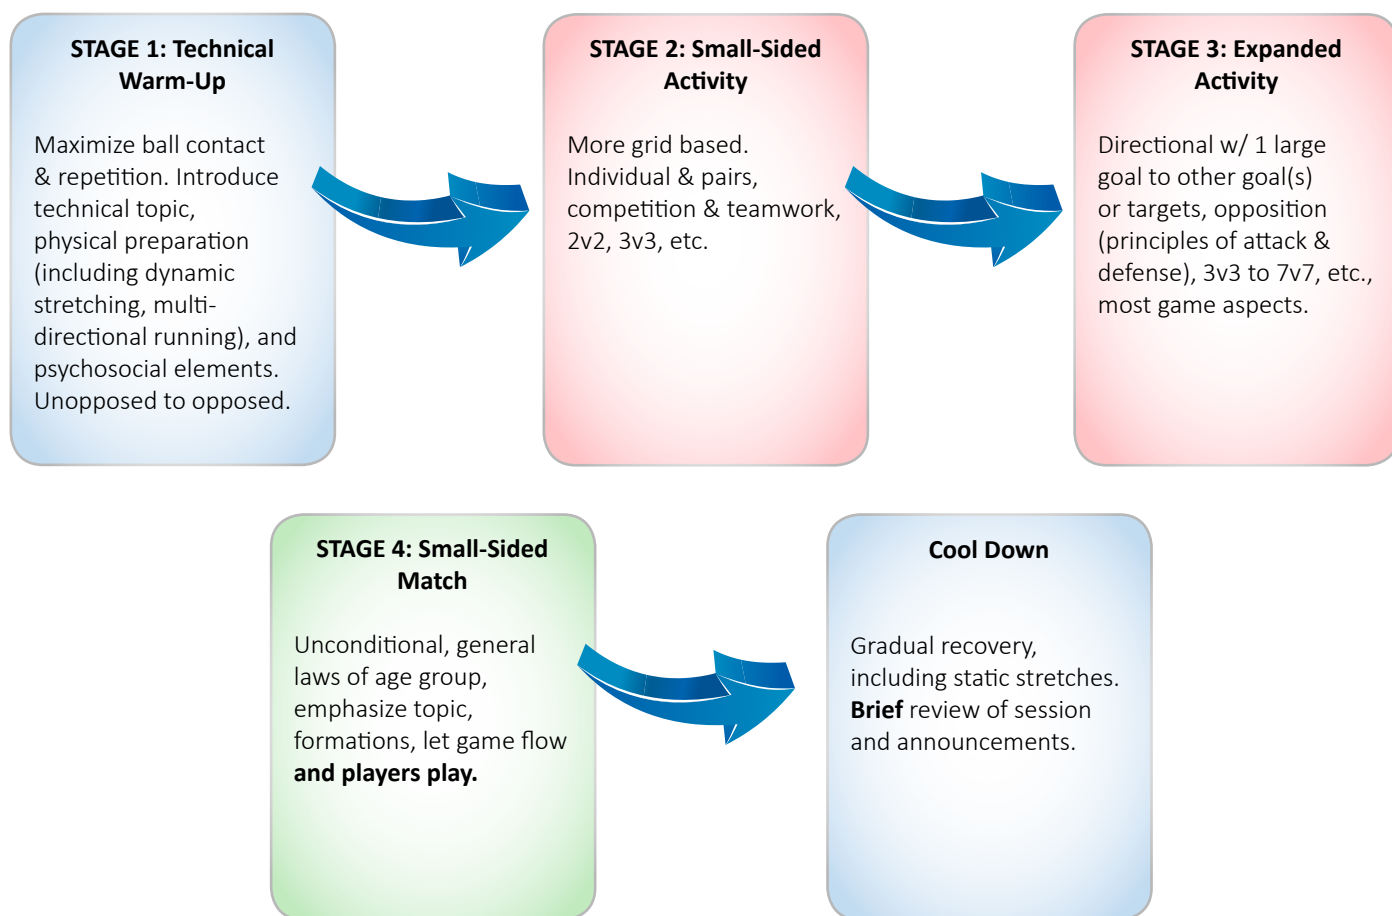 STAGE 1: Technical
Warm-Up
Maximize ball contact
& repetition. Introduce
technical topic,
physical preparation
(including dynamic
stretching, multi-
directional running), and
psychosocial elements.
Unopposed to opposed.
STAGE 2: Small-Sided
Activity
More grid based.
Individual & pairs,
competition & teamwork,
2v2, 3v3, etc.
STAGE 3: Expanded
Activity
Directional w/ 1 large
goal to other goal(s)
or targets, opposition
(principles of attack &
defense), 3v3 to 7v7, etc.,
most game aspects.
STAGE 4: Small-Sided
Match
Unconditional, general
laws of age group,
emphasize topic,
formations, let game flow
and players play.
Cool Down
Gradual recovery,
including static stretches.
Brief review of session
and announcements.